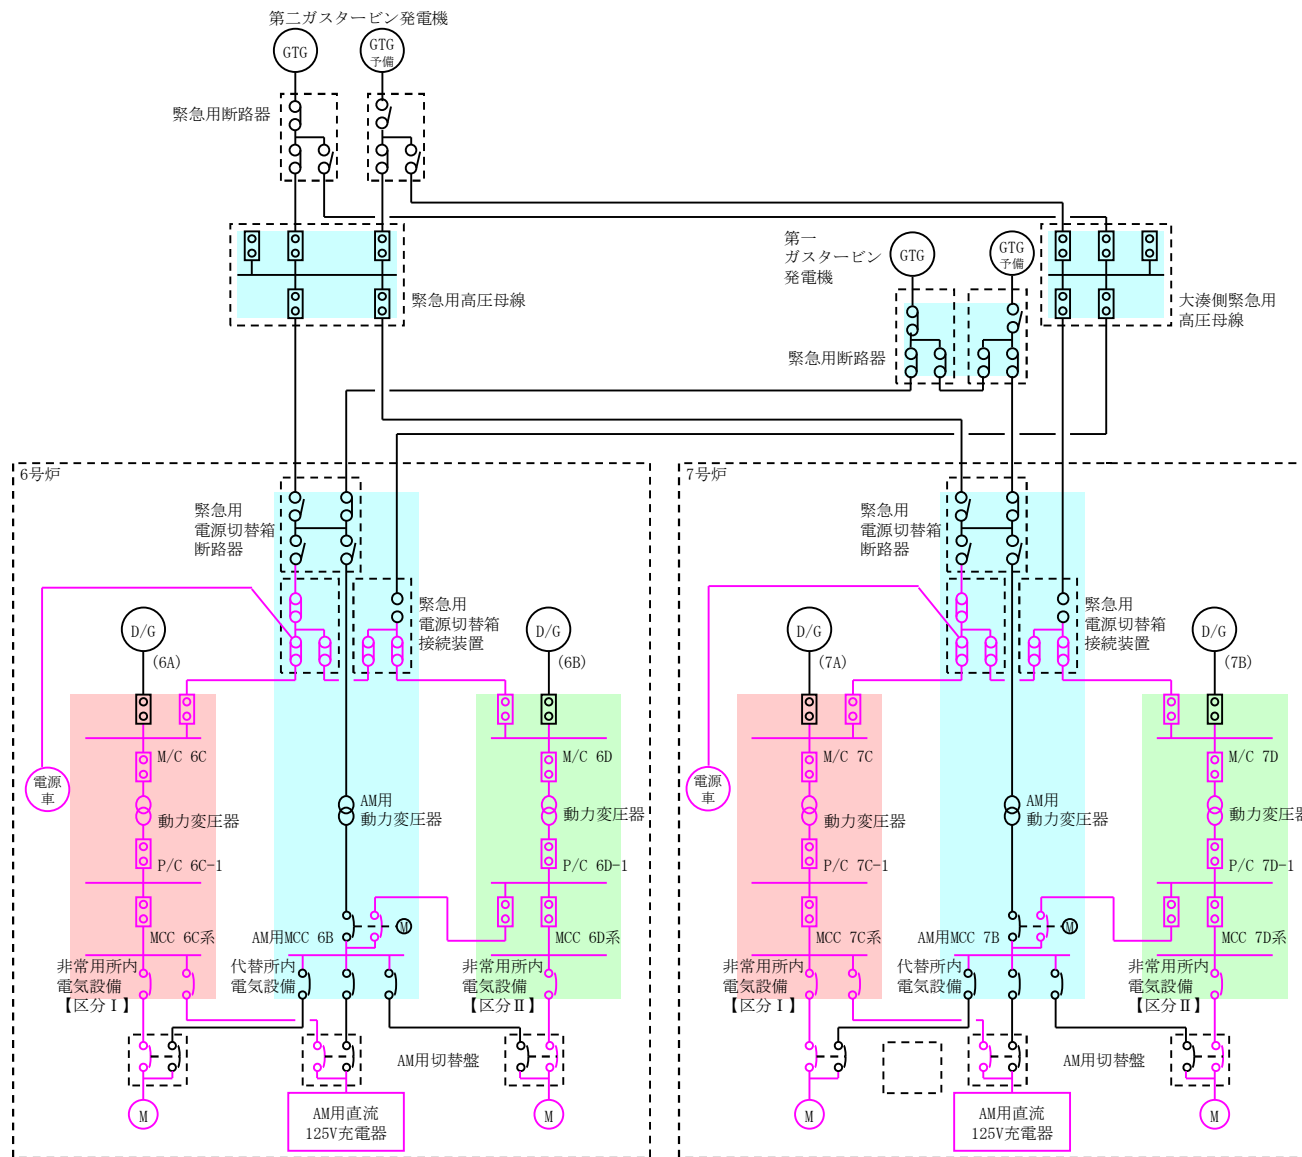 第二ガスタービン発電機
GTG
GTG
予備
緊急用断路器
緊急用高圧母線
第一
ガスタービン
発電機
GTG
GTG
予備
緊急用断路器
大湊側緊急用
高圧母線
6号炉
緊急用
電源切替箱
断路器
緊急用
電源切替箱
接続装置
D/G
(6A)
D/G
(6B)
電源
車
M/C 6C
動力変圧器
P/C 6C-1
MCC 6C系
AM用
動力変圧器
M/C 6D
動力変圧器
P/C 6D-1
MCC 6D系
AM用MCC 6B
M
非常用所内
電気設備
【区分Ⅰ】
代替所内
電気設備
非常用所内
電気設備
【区分Ⅱ】
AM用切替盤
M
AM用直流
125V充電器
M
7号炉
緊急用
電源切替箱
断路器
緊急用
電源切替箱
接続装置
D/G
(7A)
D/G
(7B)
電源
車
M/C 7C
動力変圧器
P/C 7C-1
MCC 7C系
AM用
動力変圧器
M/C 7D
動力変圧器
P/C 7D-1
MCC 7D系
AM用MCC 7B
M
非常用所内
電気設備
【区分Ⅰ】
代替所内
電気設備
非常用所内
電気設備
【区分Ⅱ】
AM用切替盤
M
AM用直流
125V充電器
M